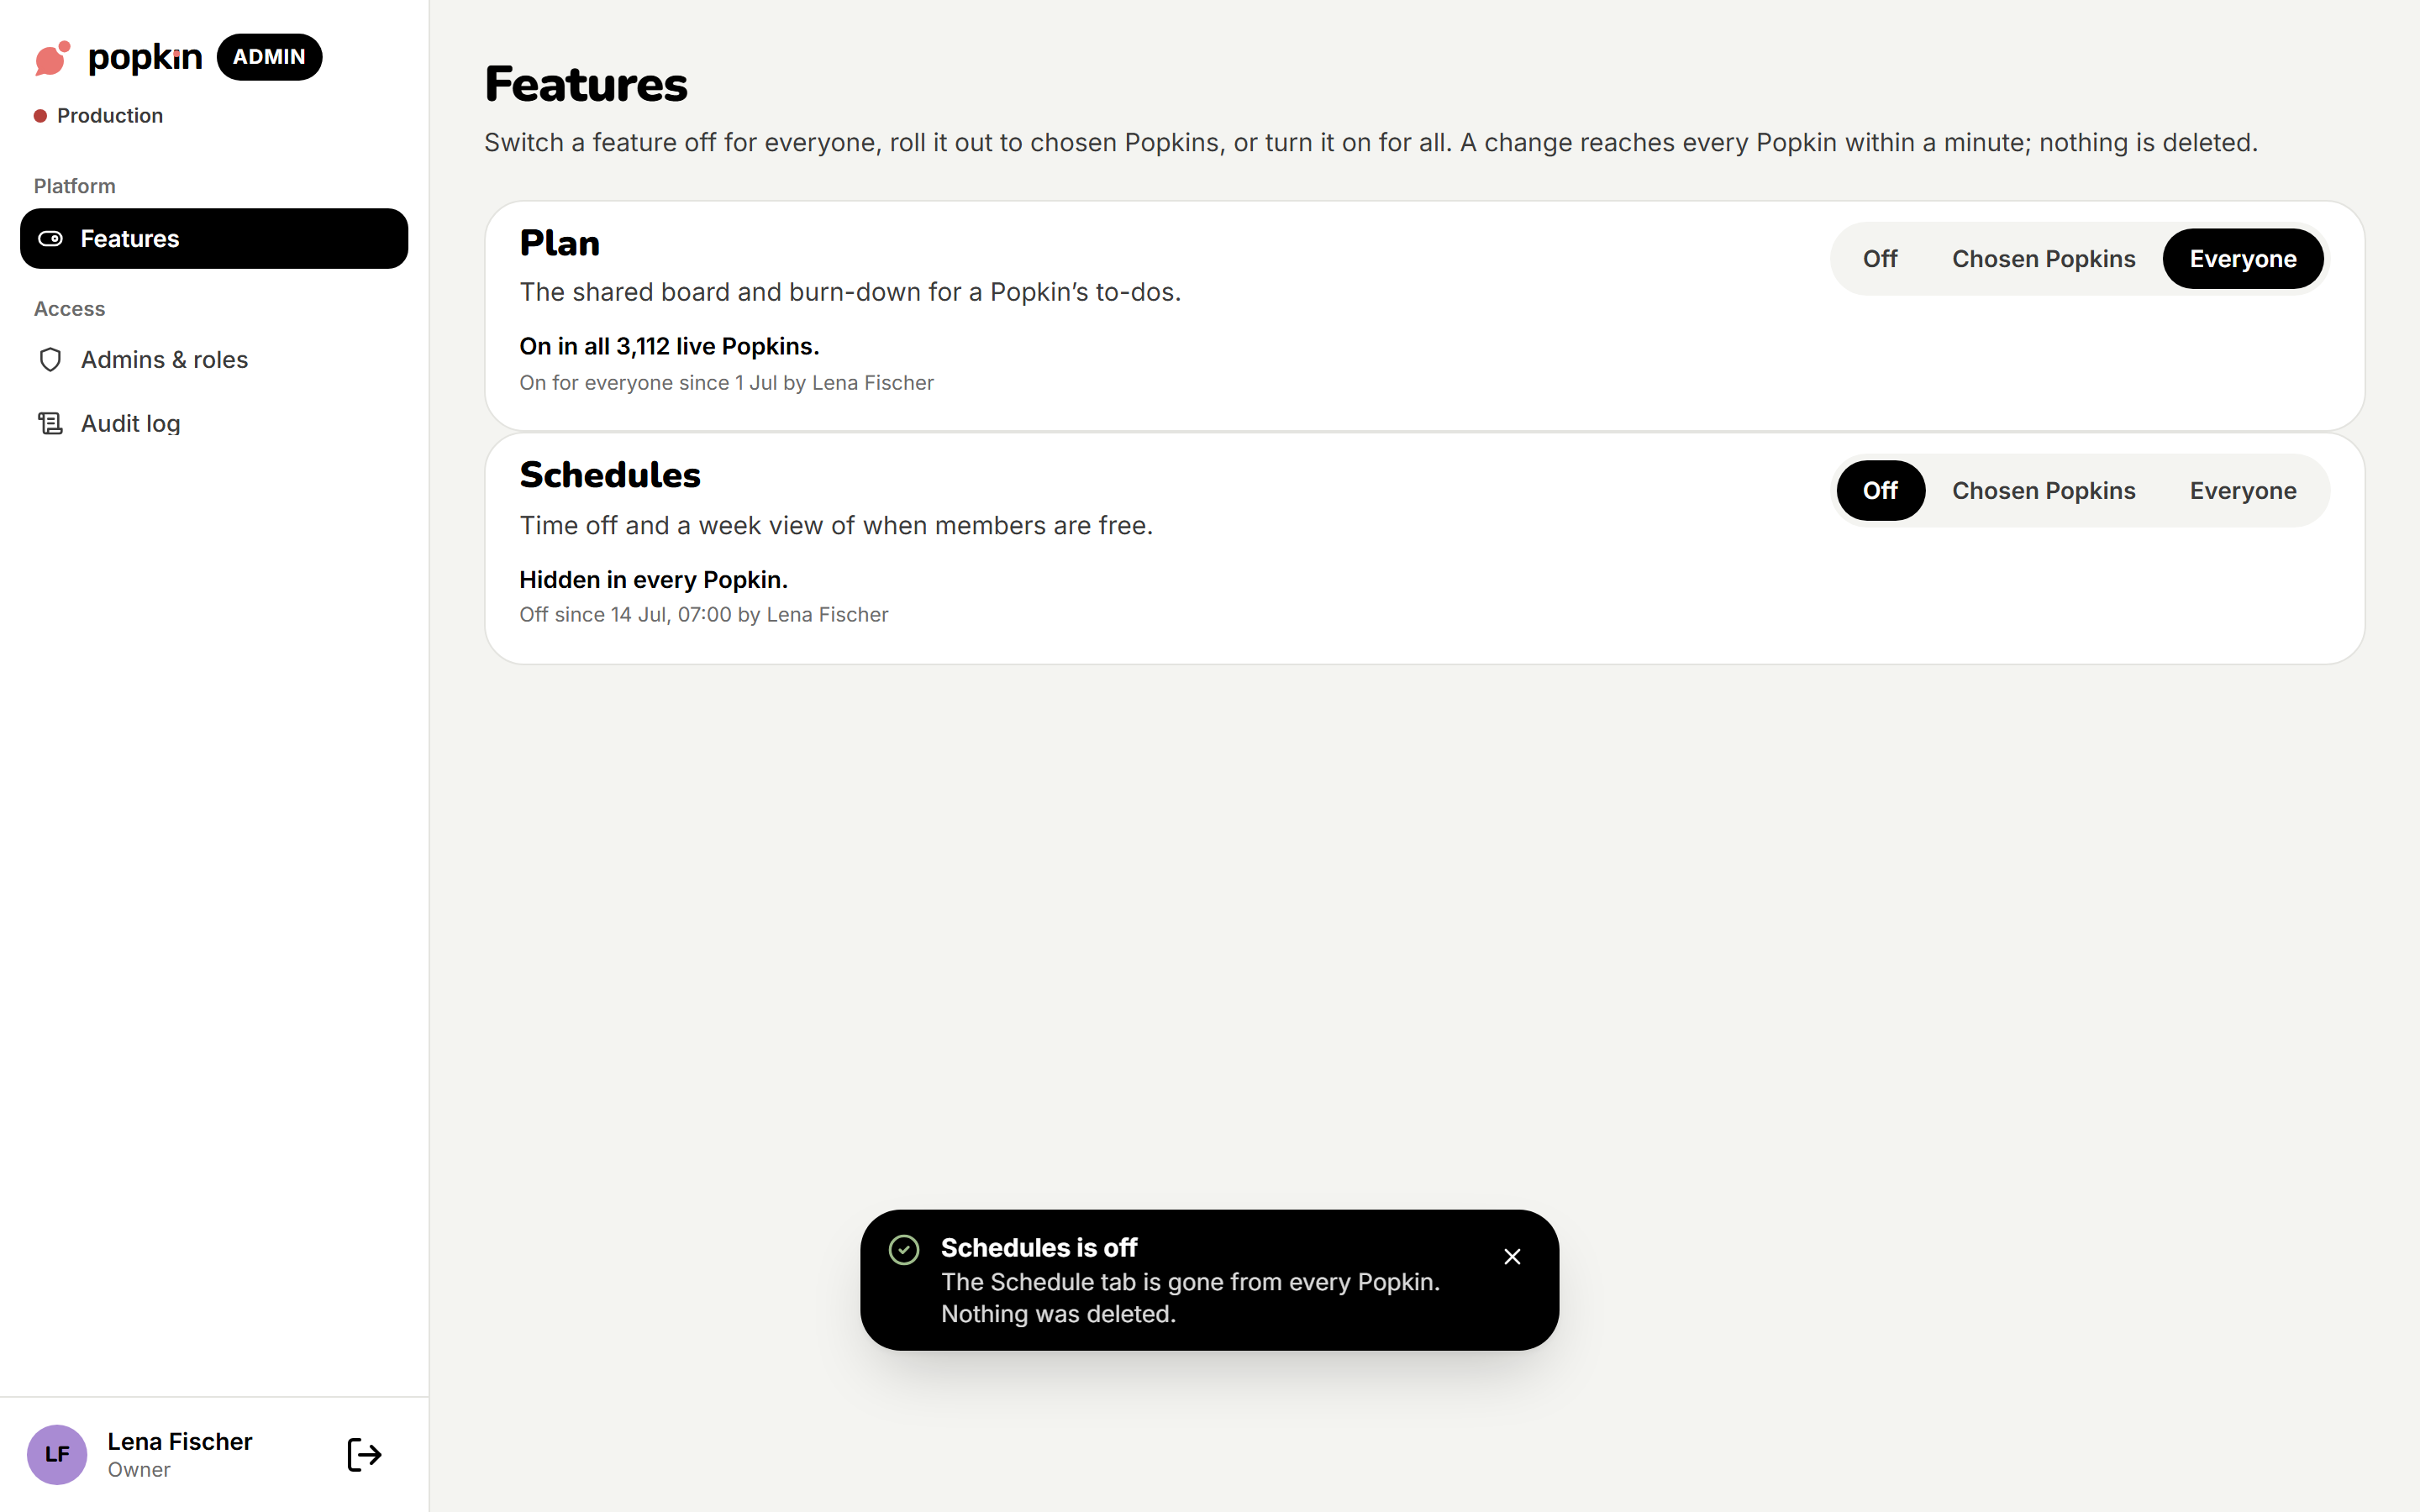 popkin ADMIN
Production
Platform
Features
Access
Admins & roles
Audit log
LF
Lena Fischer
Owner
Features
Switch a feature off for everyone, roll it out to chosen Popkins, or turn it on for all. A change reaches every Popkin within a minute; nothing is deleted.
Plan
Off Chosen Popkins Everyone
The shared board and burn-down for a Popkin’s to-dos.
On in all 3,112 live Popkins.
On for everyone since 1 Jul by Lena Fischer
Schedules
Off Chosen Popkins Everyone
Time off and a week view of when members are free.
Hidden in every Popkin.
Off since 14 Jul, 07:00 by Lena Fischer
Schedules is off
The Schedule tab is gone from every Popkin.
Nothing was deleted.